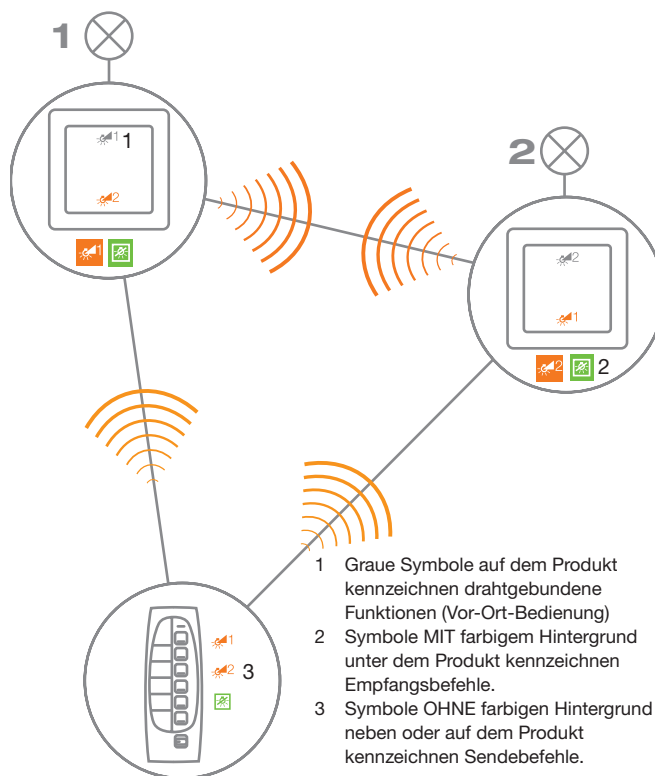 1
1 1
2
1
2
2
1
2 2
1
2 3
1 Graue Symbole auf dem Produkt
kennzeichnen drahtgebundene
Funktionen (Vor-Ort-Bedienung)
2 Symbole MIT farbigem Hintergrund
unter dem Produkt kennzeichnen
Empfangsbefehle.
3 Symbole OHNE farbigen Hintergrund
neben oder auf dem Produkt
kennzeichnen Sendebefehle.